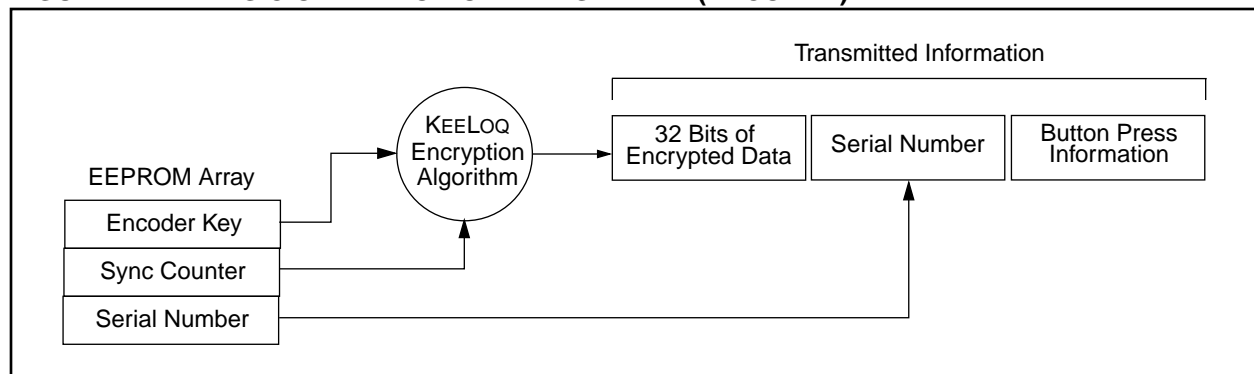 Transmitted Information
KEELOQ
Encryption
Algorithm
32 Bits of
Encrypted Data
Serial Number
Button Press
Information
EEPROM Array
Encoder Key
Sync Counter
Serial Number